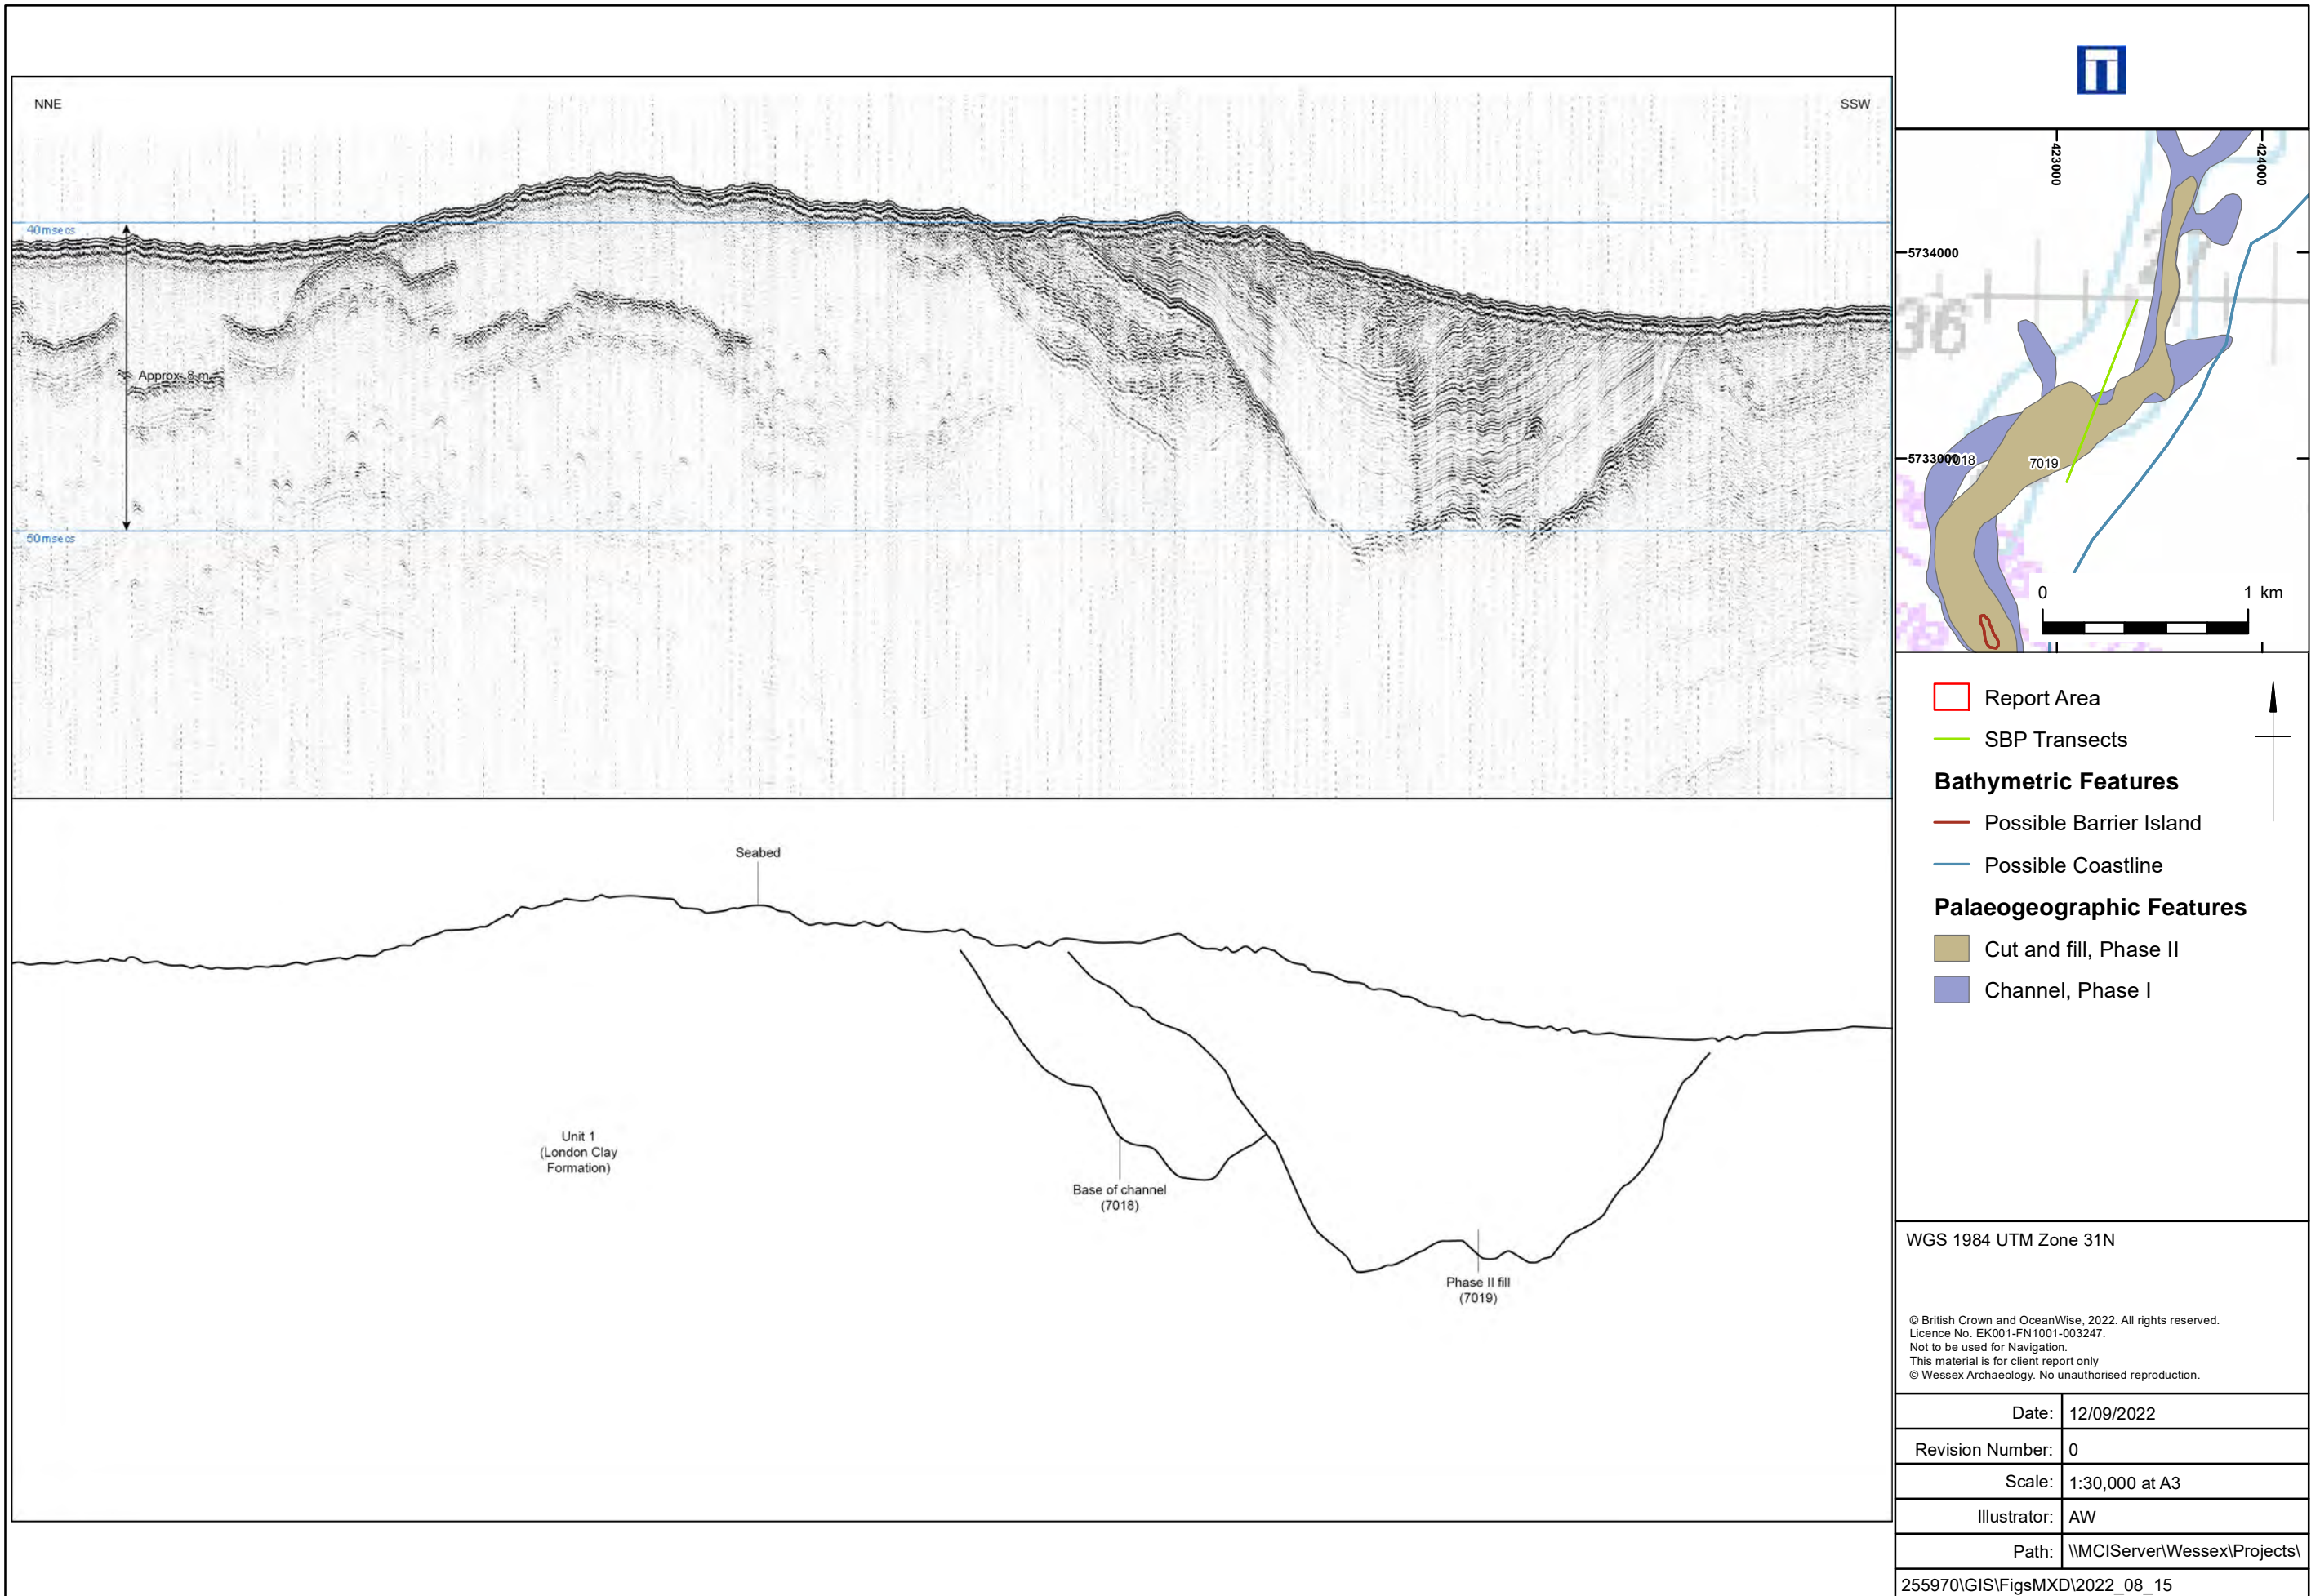 NNE
SSW
40msecs
Approx. 8 m
50msecs
Seabed
Unit 1
(London Clay
Formation)
Base of channel
(7018)
Phase II fill
(7019)
423000
424000
5734000
36
5733000
7019
0
1 km
Report Area
SBP Transects
Bathymetric Features
Possible Barrier Island
Possible Coastline
Palaeogeographic Features
Cut and fill, Phase II
Channel, Phase I
WGS 1984 UTM Zone 31N
© British Crown and OceanWise, 2022. All rights reserved.
Licence No. EK001-FN1001-003247.
Not to be used for Navigation.
This material is for client report only
© Wessex Archaeology. No unauthorised reproduction.
Date: 12/09/2022
Revision Number: 0
Scale: 1:30,000 at A3
Illustrator: AW
Path: \\MCIServer\Wessex\Projects\
255970\GIS\FigsMXD\2022_08_15